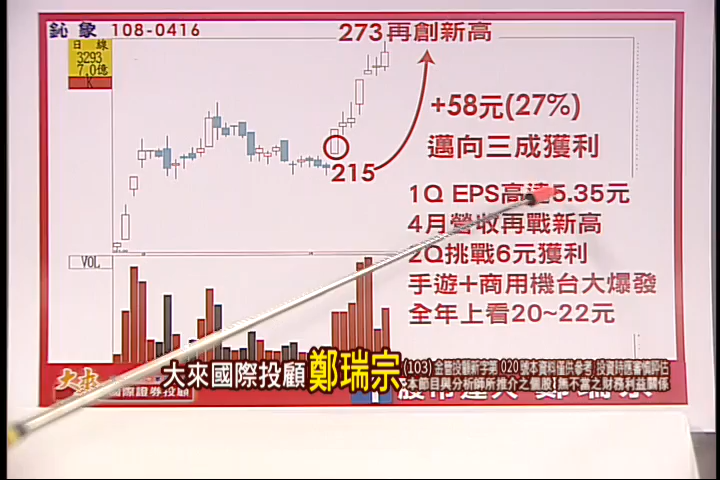 鈊象 108-0416
273再創新高
日 線
3293
7.0億
K
+58元(27%)
邁向三成獲利
215
1Q EPS高達5.35元
4月營收再戰新高
2Q挑戰6元獲利
手遊+商用機台大爆發
全年上看20~22元
VOL
大來國際投顧 鄭瑞宗
(103) 金管投顧新字第 020 號本資料僅供參考 投資時應審慎評估
本節目與分析師所推介之個股 無不當之財務利益關係
大來
國際證券投顧